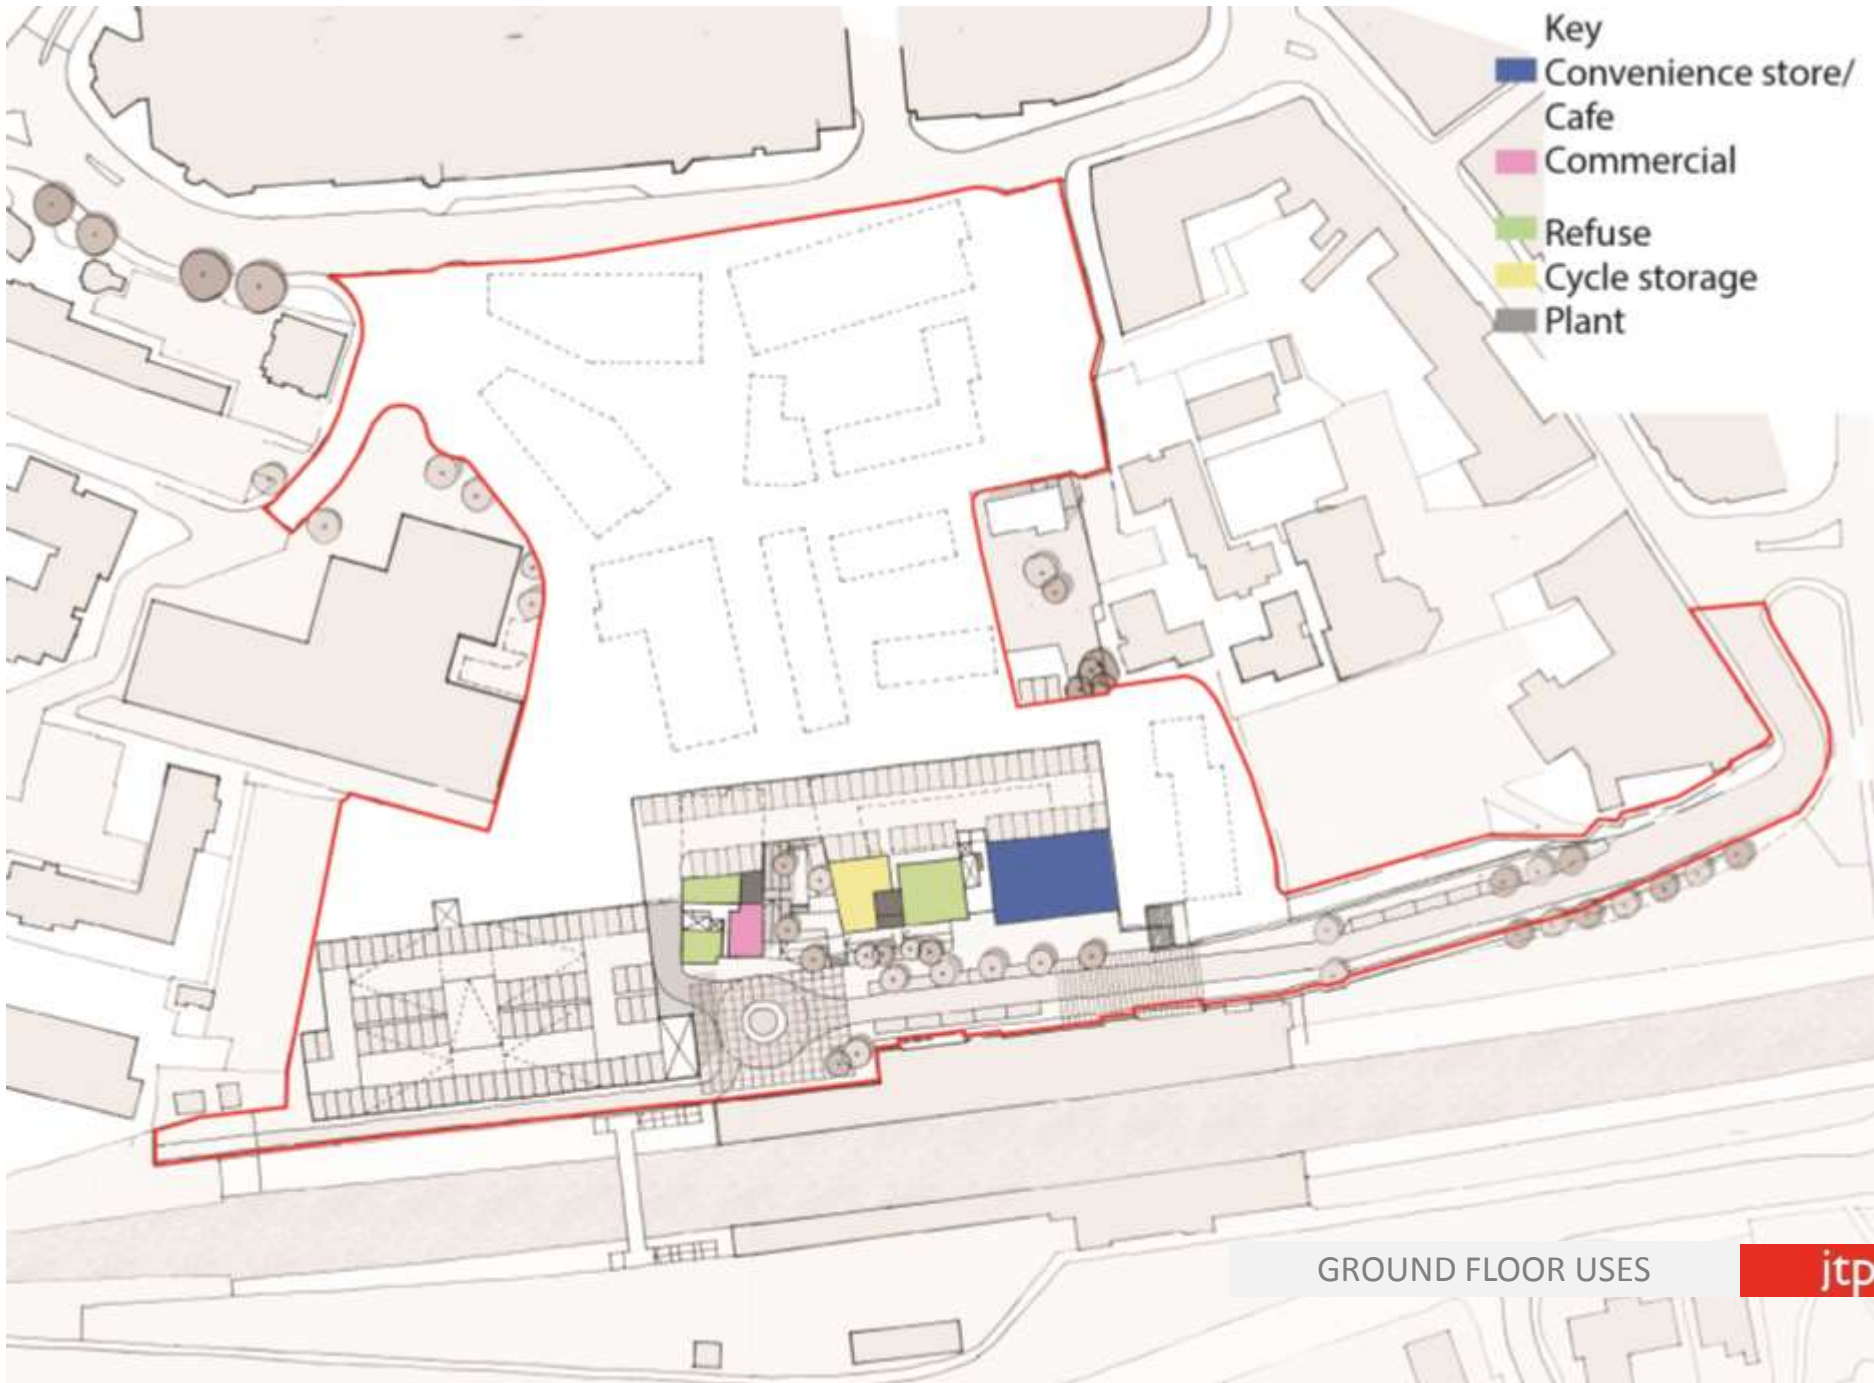 Key
Convenience store/
Cafe
Commercial
Refuse
Cycle storage
Plant
GROUND FLOOR USES
jtp